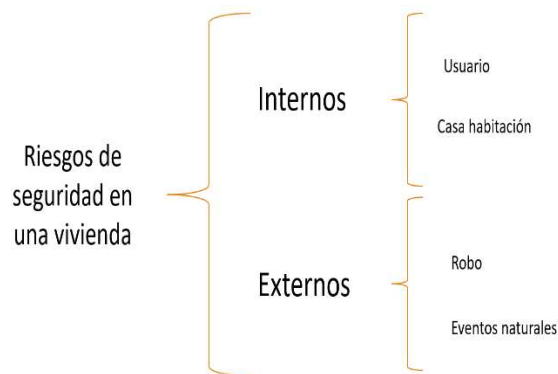 Riesgos de
seguridad en
una vivienda
Internos
Usuario
Casa habitación
Externos
Robo
Eventos naturales